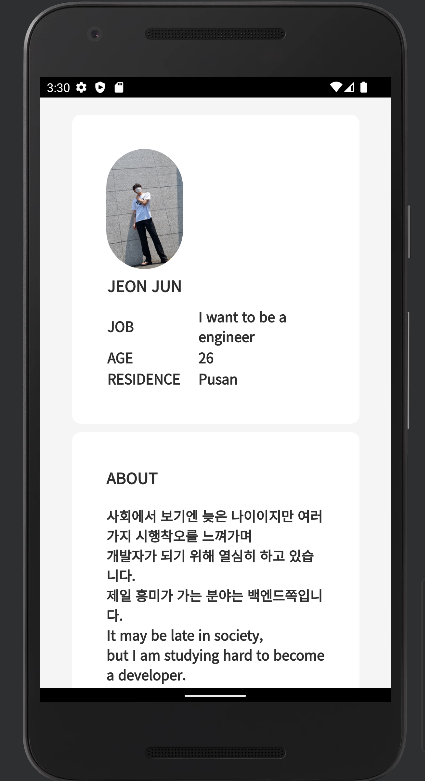 3:30
JEON JUN
JOB
I want to be a
engineer
AGE 26
RESIDENCE Pusan
ABOUT
사회에서 보기엔 늦은 나이이지만 여러
가지 시행착오를 느껴가며
개발자가 되기 위해 열심히 하고 있습
니다.
제일 흥미가 가는 분야는 백엔드쪽입니
다.
It may be late in society,
but I am studying hard to become
a developer.